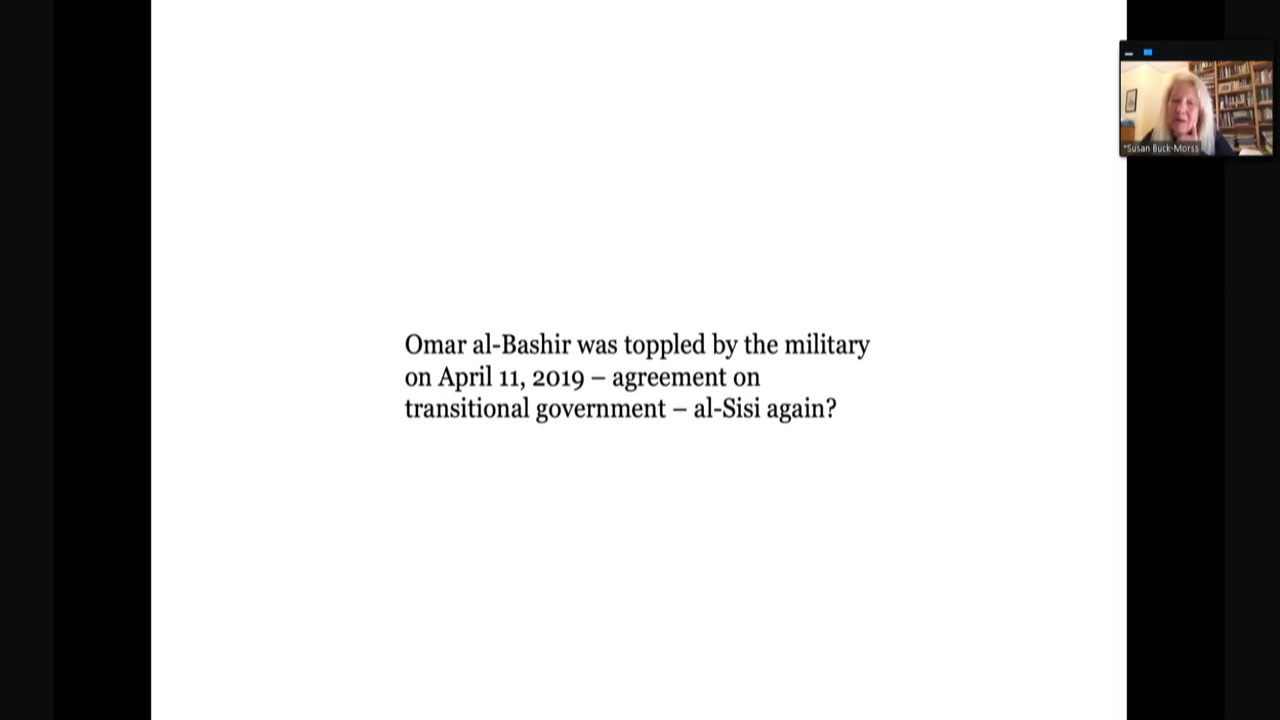 *Susan Buck-Morss
Omar al-Bashir was toppled by the military
on April 11, 2019 – agreement on
transitional government – al-Sisi again?